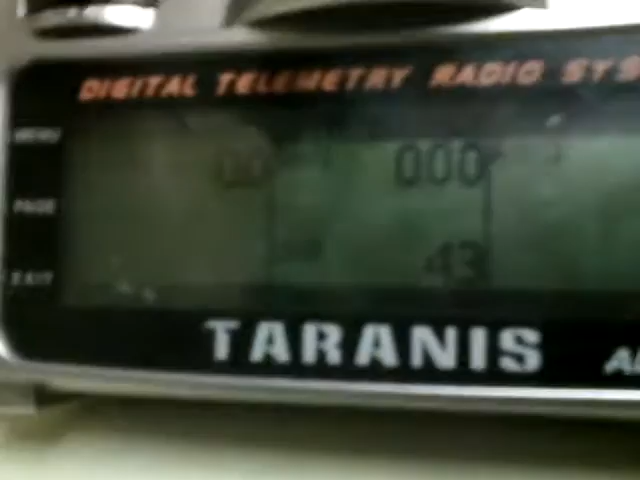 DIGITAL TELEMETRY RADIO SYS
MENU
000
PAGE
43
EXIT
TARANIS